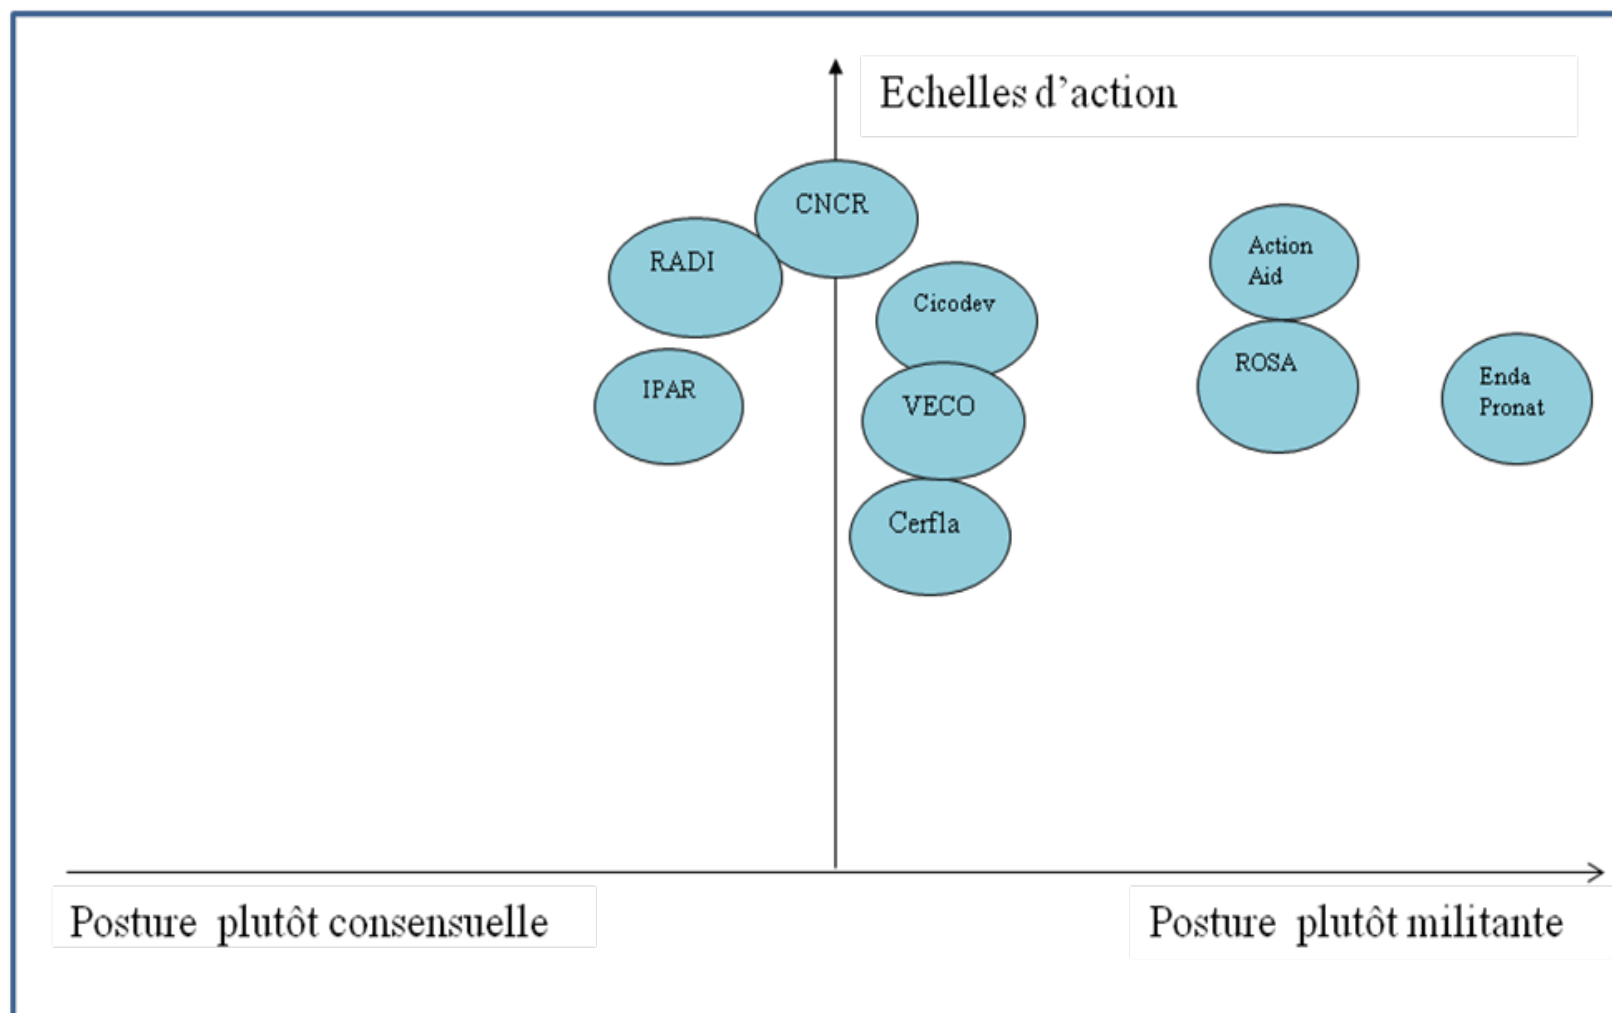 Echelles d'action
CNCR
RADI
Action
Aid
Cicodev
ROSA
Enda
Pronat
IPAR
VECO
Cerfla
Posture plutôt consensuelle
Posture plutôt militante